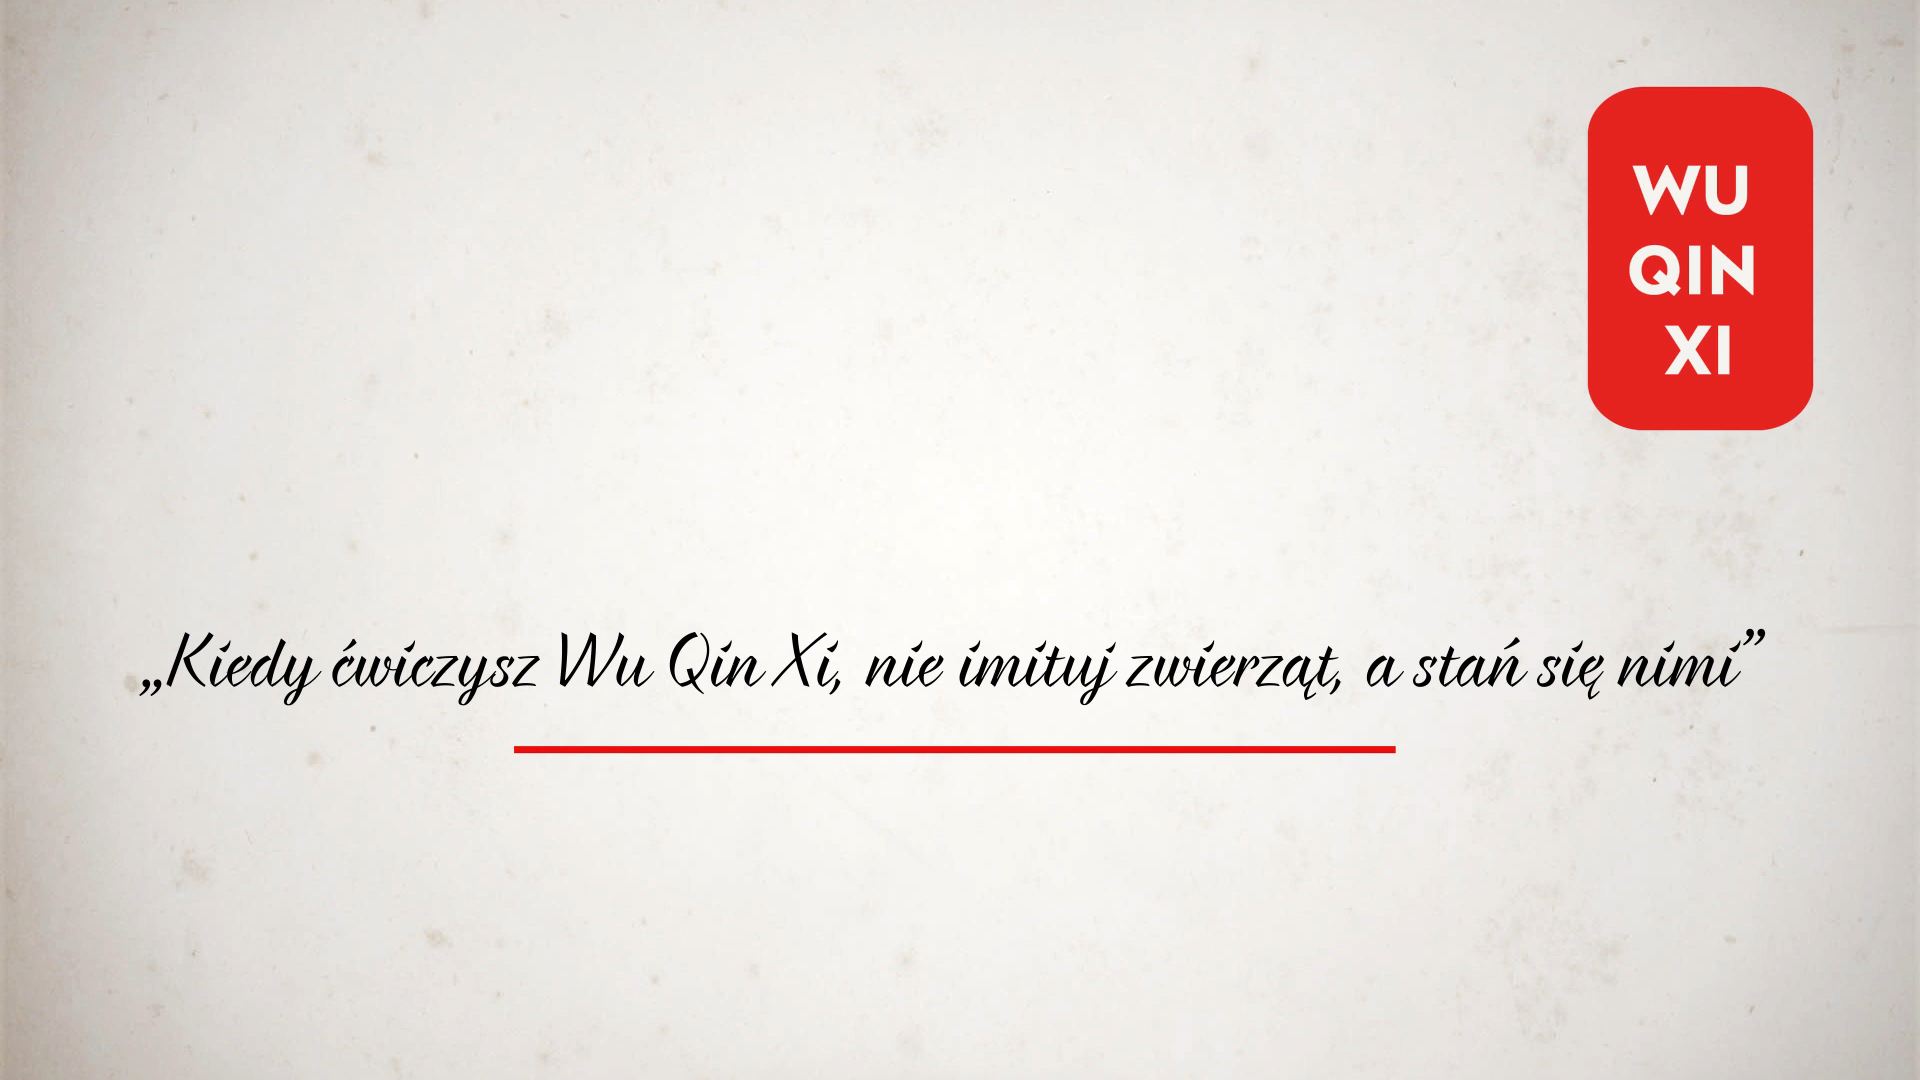 WU
QIN
XI
„Kiedy ćwiczysz Wu Qin Xi, nie imituj zwierząt, a stań się nimi”